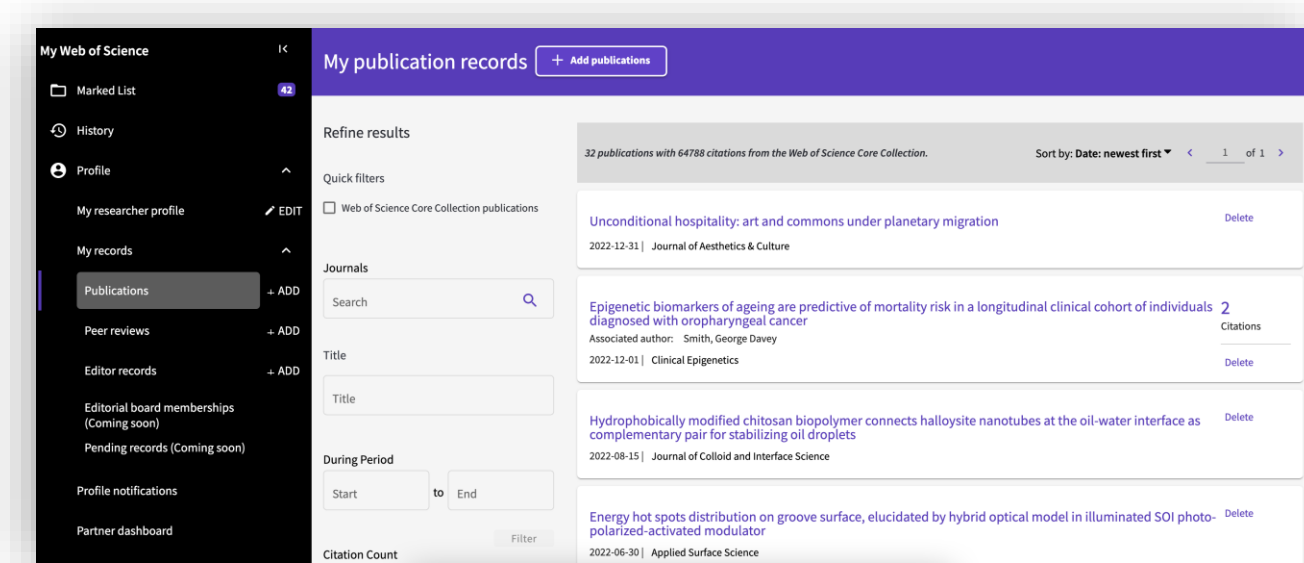 My Web of Science
Marked List 42
History
Profile
My researcher profile EDIT
My records
Publications + ADD
Peer reviews + ADD
Editor records + ADD
Editorial board memberships
(Coming soon)
Pending records (Coming soon)
Profile notifications
Partner dashboard
My publication records + Add publications
Refine results
Quick filters
Web of Science Core Collection publications
Journals
Search
Title
Title
During Period
Start to End
Filter
Citation Count
32 publications with 64788 citations from the Web of Science Core Collection. Sort by: Date: newest first < 1 of 1 >
Unconditional hospitality: art and commons under planetary migration Delete
2022-12-31 | Journal of Aesthetics & Culture
Epigenetic biomarkers of ageing are predictive of mortality risk in a longitudinal clinical cohort of individuals 2
diagnosed with oropharyngeal cancer Citations
Associated author: Smith, George Davey
2022-12-01 | Clinical Epigenetics Delete
Hydrophobically modified chitosan biopolymer connects halloysite nanotubes at the oil-water interface as Delete
complementary pair for stabilizing oil droplets
2022-08-15 | Journal of Colloid and Interface Science
Energy hot spots distribution on groove surface, elucidated by hybrid optical model in illuminated SOI photo- Delete
polarized-activated modulator
2022-06-30 | Applied Surface Science